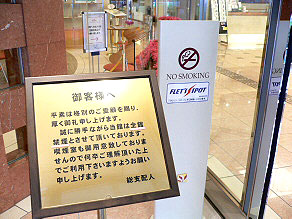 御客様へ
平素は格別のご愛顧を賜り、
厚く御礼申し上げます。
誠に勝手ながら当館は全館
禁煙とさせて頂いております。
喫煙室も御用意致しておりま
せんので何卒ご理解頂いた上
でご利用下さいますようお願い
申し上げます。
総支配人
NO SMOKING
FLET'S SPOT